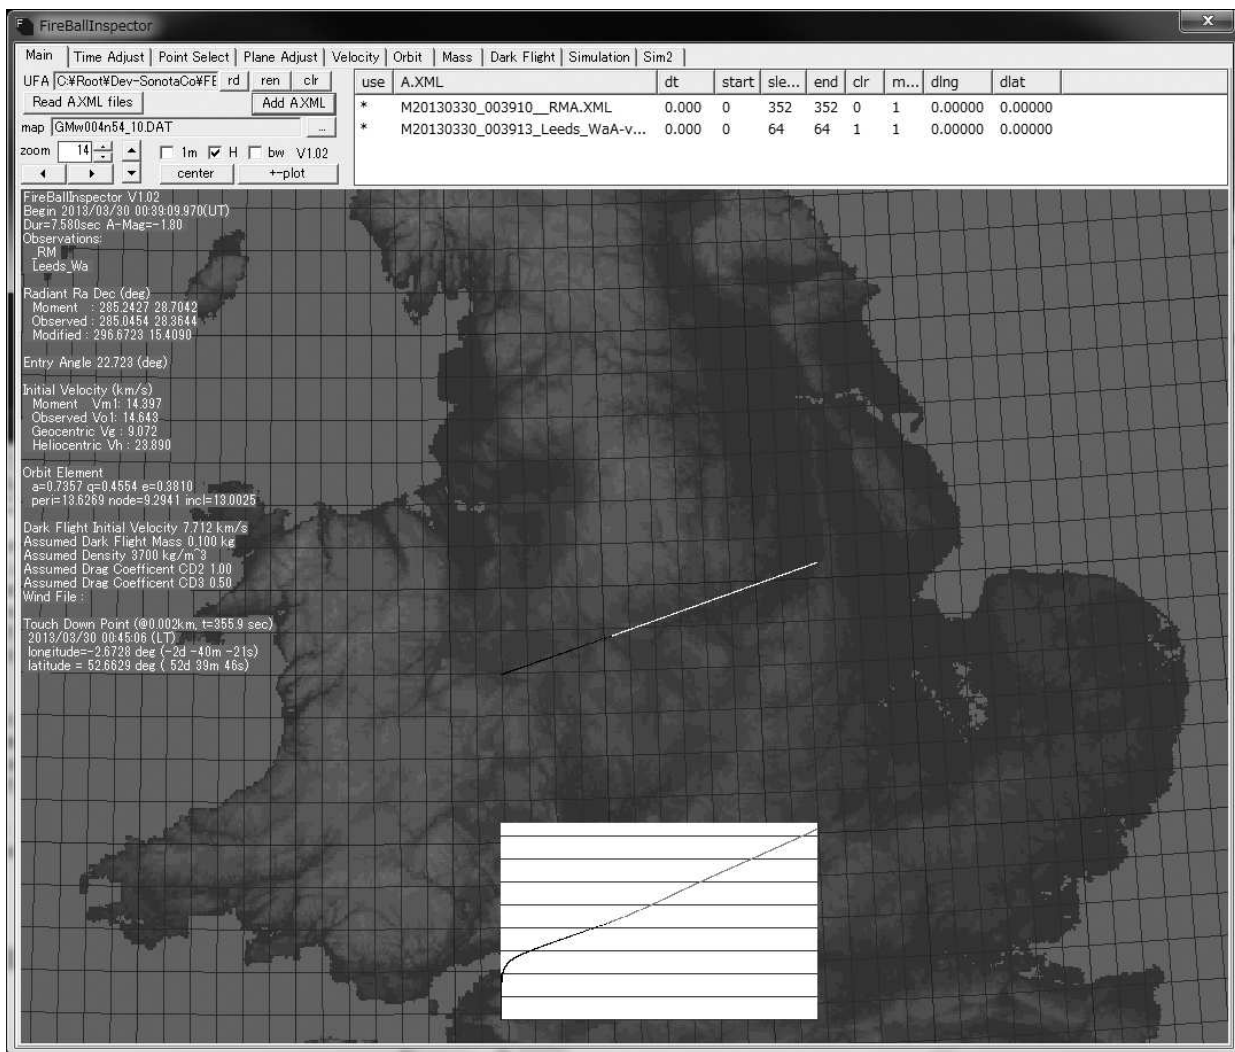 FireBallInspector
Main Time Adjust Point Select Plane Adjust Velocity Orbit Mass Dark Flight Simulation Sim2
UFA C:¥Root¥Dev-SonotaCo¥FE rd ren clr
Read A.XML files Add A.XML
map GMw004n54_10.DAT ...
zoom 14 1m H bw V1.02
center +-plot
use A.XML dt start sle... end clr m... dlng dlat
* M20130330_003910__RMA.XML 0.000 0 352 352 0 1 0.00000 0.00000
* M20130330_003913_Leeds_WaA-v... 0.000 0 64 64 1 1 0.00000 0.00000
FireBallInspector V1.02
Begin 2013/03/30 00:39:09.970(UT)
Dur=7.580sec A-Mag=-1.80
Observations:
_RM
Leeds_Wa
Radiant Ra Dec (deg)
Moment : 285.2427 28.7042
Observed : 285.0454 28.3644
Modified : 296.6723 15.4090
Entry Angle 22.723 (deg)
Initial Velocity (km/s)
Moment Vm1: 14.397
Observed Vo1: 14.643
Geocentric Vg : 9.072
Heliocentric Vh : 23.890
Orbit Element
a=0.7357 q=0.4554 e=0.3810
peri=13.6269 node=9.2941 incl=13.0025
Dark Flight Initial Velocity 7.712 km/s
Assumed Dark Flight Mass 0.100 kg
Assumed Density 3700 kg/m^3
Assumed Drag Coefficent CD2 1.00
Assumed Drag Coefficent CD3 0.50
Wind File :
Touch Down Point (@0.002km, t=355.9 sec)
2013/03/30 00:45:06 (LT)
longitude=-2.6728 deg (-2d -40m -21s)
latitude = 52.6629 deg ( 52d 39m 46s)